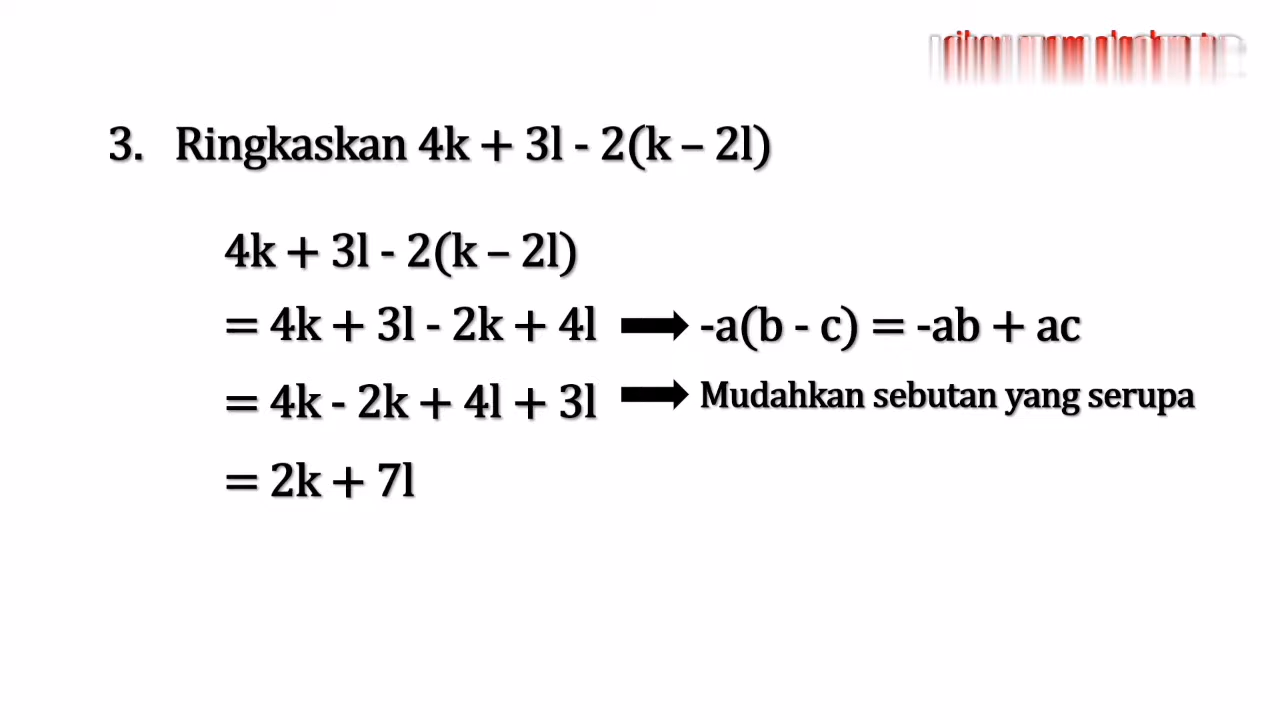 3. Ringkaskan 4k + 3l - 2(k – 2l)
4k + 3l - 2(k – 2l)
= 4k + 3l - 2k + 4l → -a(b - c) = -ab + ac
= 4k - 2k + 4l + 3l → Mudahkan sebutan yang serupa
= 2k + 7l